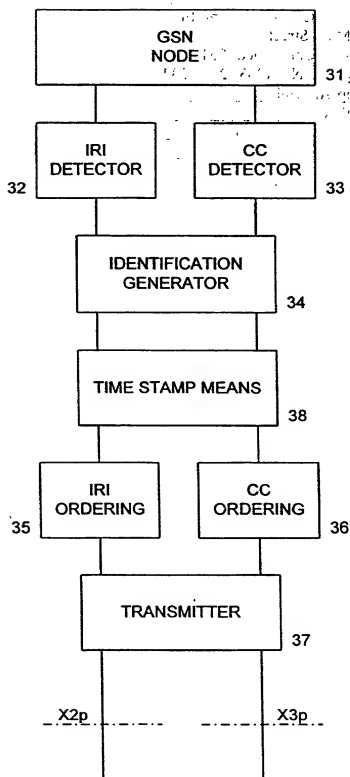 GSN
NODE
31
IRI
DETECTOR
32
CC
DETECTOR
33
IDENTIFICATION
GENERATOR
34
TIME STAMP MEANS
38
IRI
ORDERING
35
CC
ORDERING
36
TRANSMITTER
37
X2p
X3p